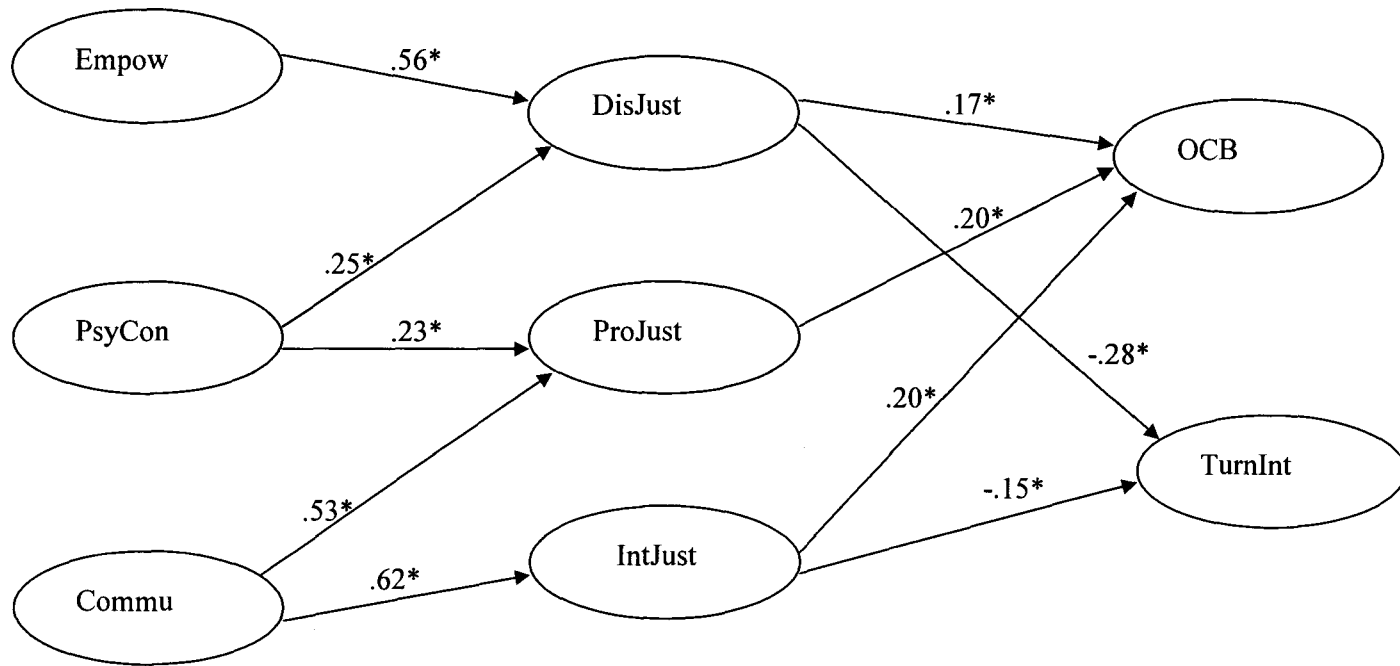 Empow
.56*
DisJust
.17*
OCB
.25*
.20*
PsyCon
.23*
ProJust
-.28*
.20*
TurnInt
.53*
-.15*
IntJust
.62*
Commu